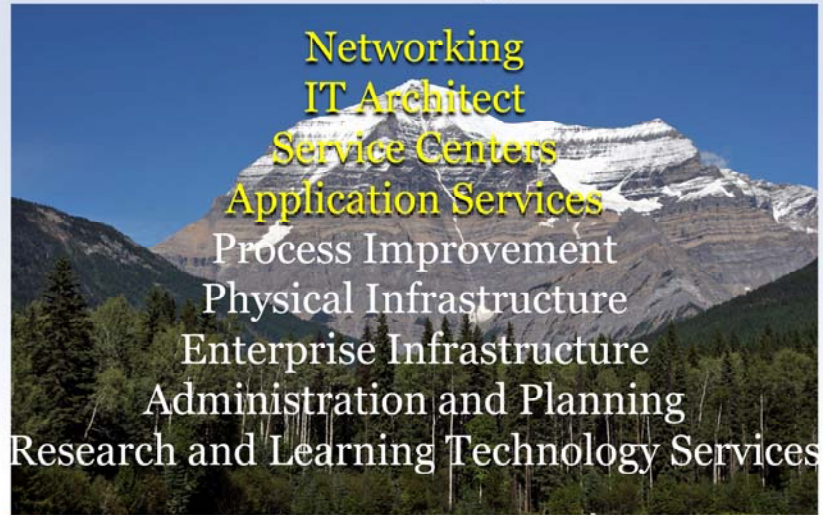 Networking
IT Architect
Service Centers
Application Services
Process Improvement
Physical Infrastructure
Enterprise Infrastructure
Administration and Planning
Research and Learning Technology Services